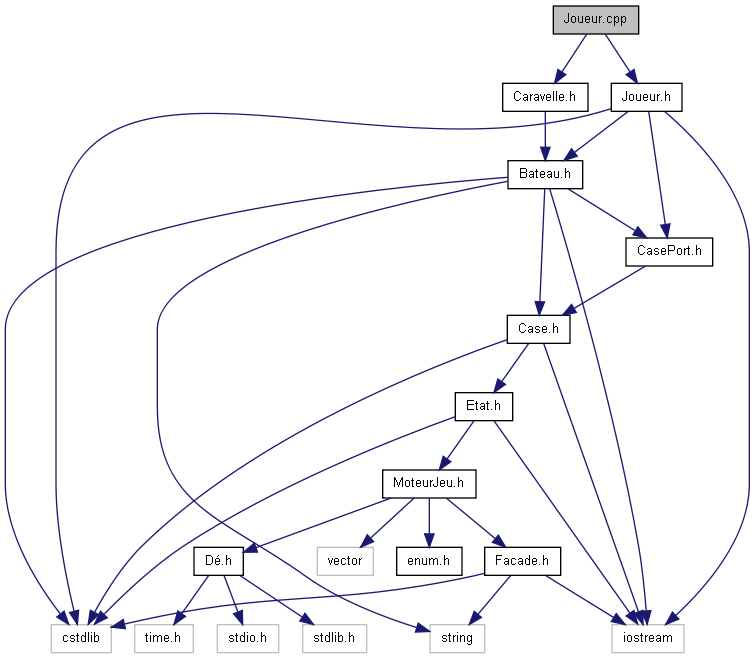 Joueur.cpp
Caravelle.h
Joueur.h
Bateau.h
CasePort.h
Case.h
Etat.h
MoteurJeu.h
Dé.h
vector
enum.h
Facade.h
cstdlib
time.h
stdio.h
stdlib.h
string
iostream